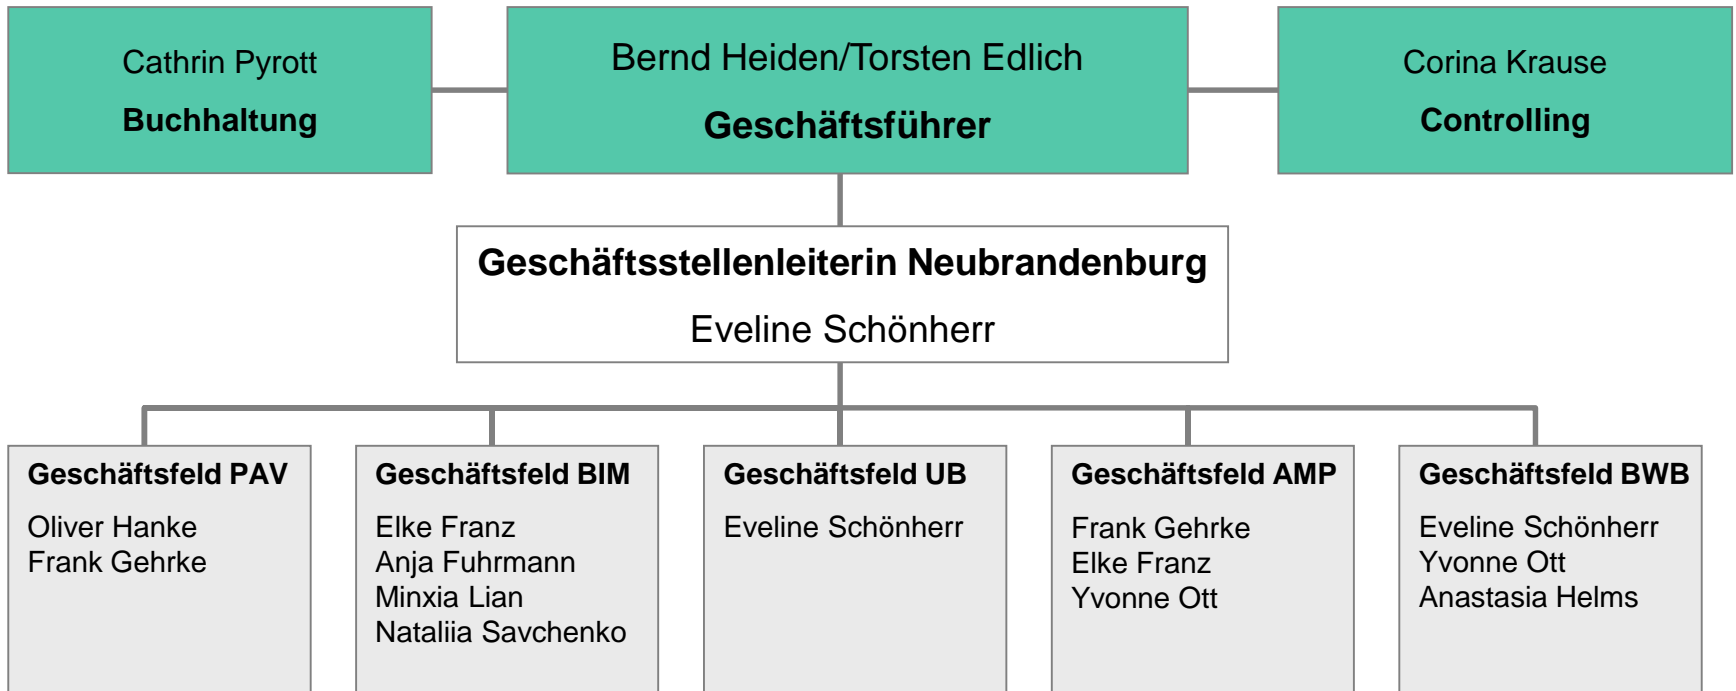 Cathrin Pyrott
Buchhaltung
Bernd Heiden/Torsten Edlich
Geschäftsführer
Corina Krause
Controlling
Geschäftsstellenleiterin Neubrandenburg
Eveline Schönherr
Geschäftsfeld PAV
Oliver Hanke
Frank Gehrke
Geschäftsfeld BIM
Elke Franz
Anja Fuhrmann
Minxia Lian
Nataliia Savchenko
Geschäftsfeld UB
Eveline Schönherr
Geschäftsfeld AMP
Frank Gehrke
Elke Franz
Yvonne Ott
Geschäftsfeld BWB
Eveline Schönherr
Yvonne Ott
Anastasia Helms